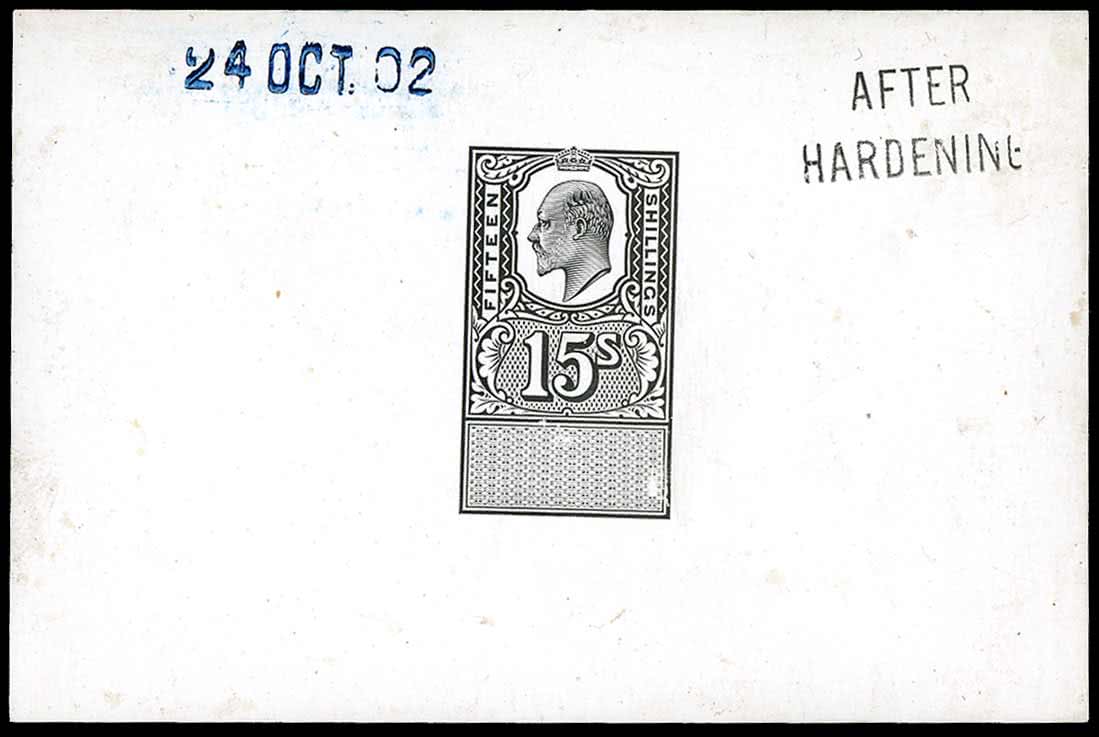 24 OCT. 02
AFTER
HARDENING
FIFTEEN
SHILLINGS
15s